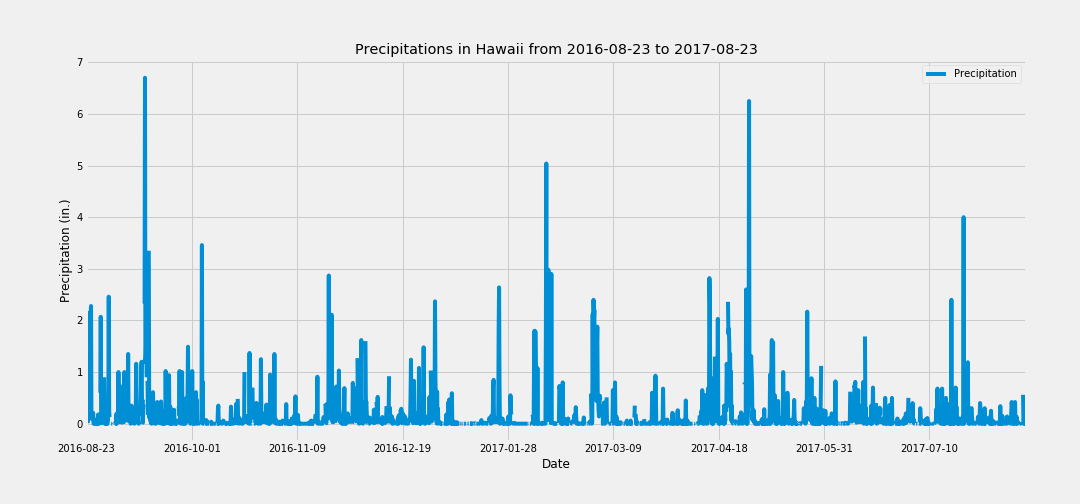 Precipitations in Hawaii from 2016-08-23 to 2017-08-23
Precipitation
Precipitation (in.)
7
6
5
4
3
2
1
0
2016-08-23 2016-10-01 2016-11-09 2016-12-19 2017-01-28 2017-03-09 2017-04-18 2017-05-31 2017-07-10
Date